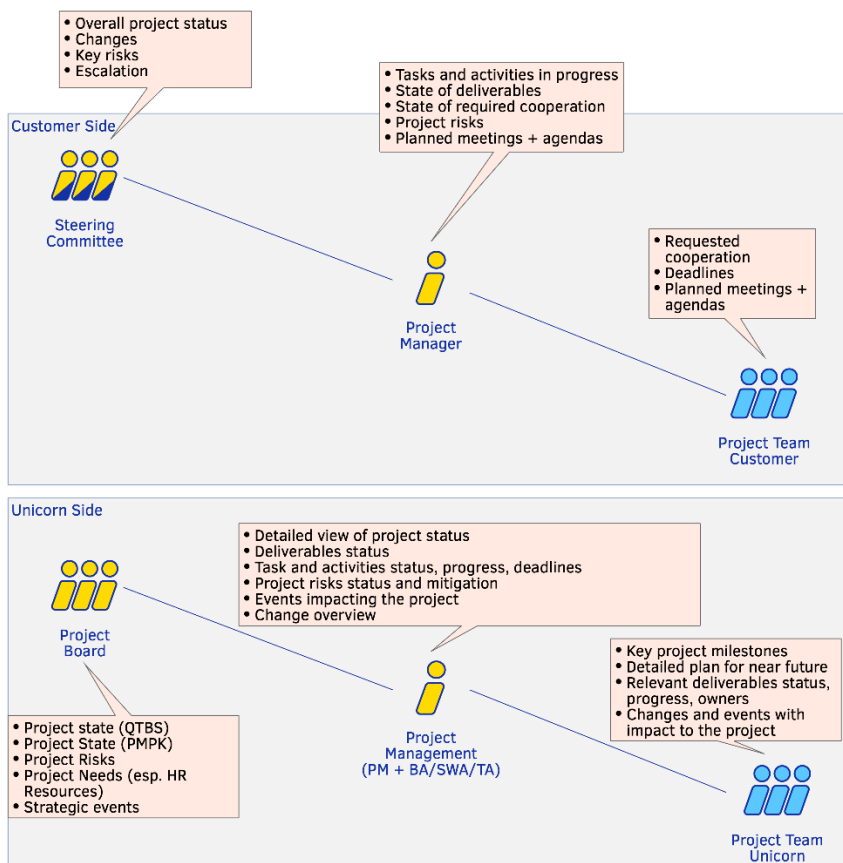 • Overall project status
• Changes
• Key risks
• Escalation
• Tasks and activities in progress
• State of deliverables
• State of required cooperation
• Project risks
• Planned meetings + agendas
Customer Side
Steering
Committee
• Requested
cooperation
• Deadlines
• Planned meetings +
agendas
Project
Manager
Project Team
Customer
Unicorn Side
• Detailed view of project status
• Deliverables status
• Task and activities status, progress, deadlines
• Project risks status and mitigation
• Events impacting the project
• Change overview
Project
Board
• Key project milestones
• Detailed plan for near future
• Relevant deliverables status,
progress, owners
• Changes and events with
impact to the project
• Project state (QTBS)
• Project State (PMPK)
• Project Risks
• Project Needs (esp. HR
Resources)
• Strategic events
Project
Management
(PM + BA/SWA/TA)
Project Team
Unicorn